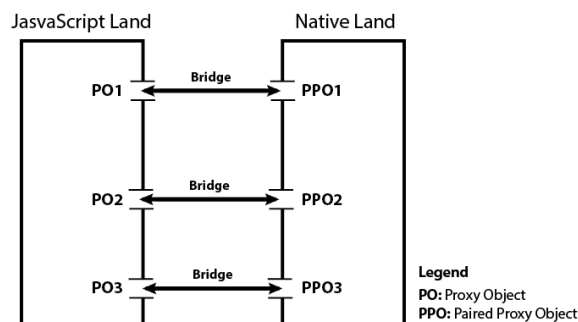 JasvaScript Land
Native Land
Bridge
PO1
PPO1
Bridge
PO2
PPO2
Bridge
PO3
PPO3
Legend
PO: Proxy Object
PPO: Paired Proxy Object